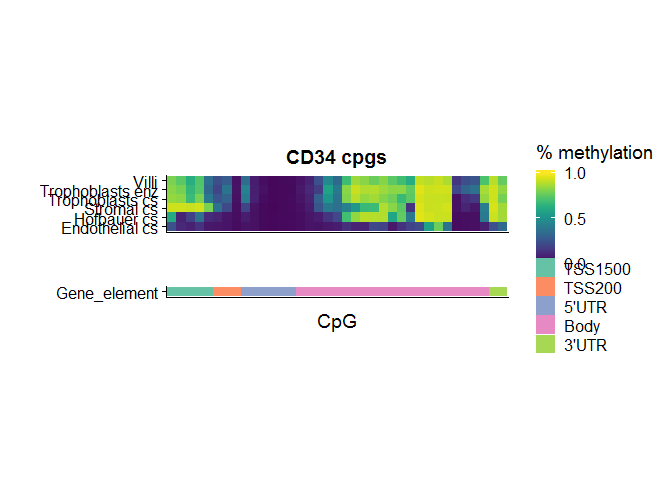 CD34 cpgs
Villi
Trophoblasts enz
Trophoblasts cs
Stromal cs
Hofbauer cs
Endothelial cs
Gene_element
CpG
% methylation
1.0
0.5
0.0
TSS1500
TSS200
5'UTR
Body
3'UTR